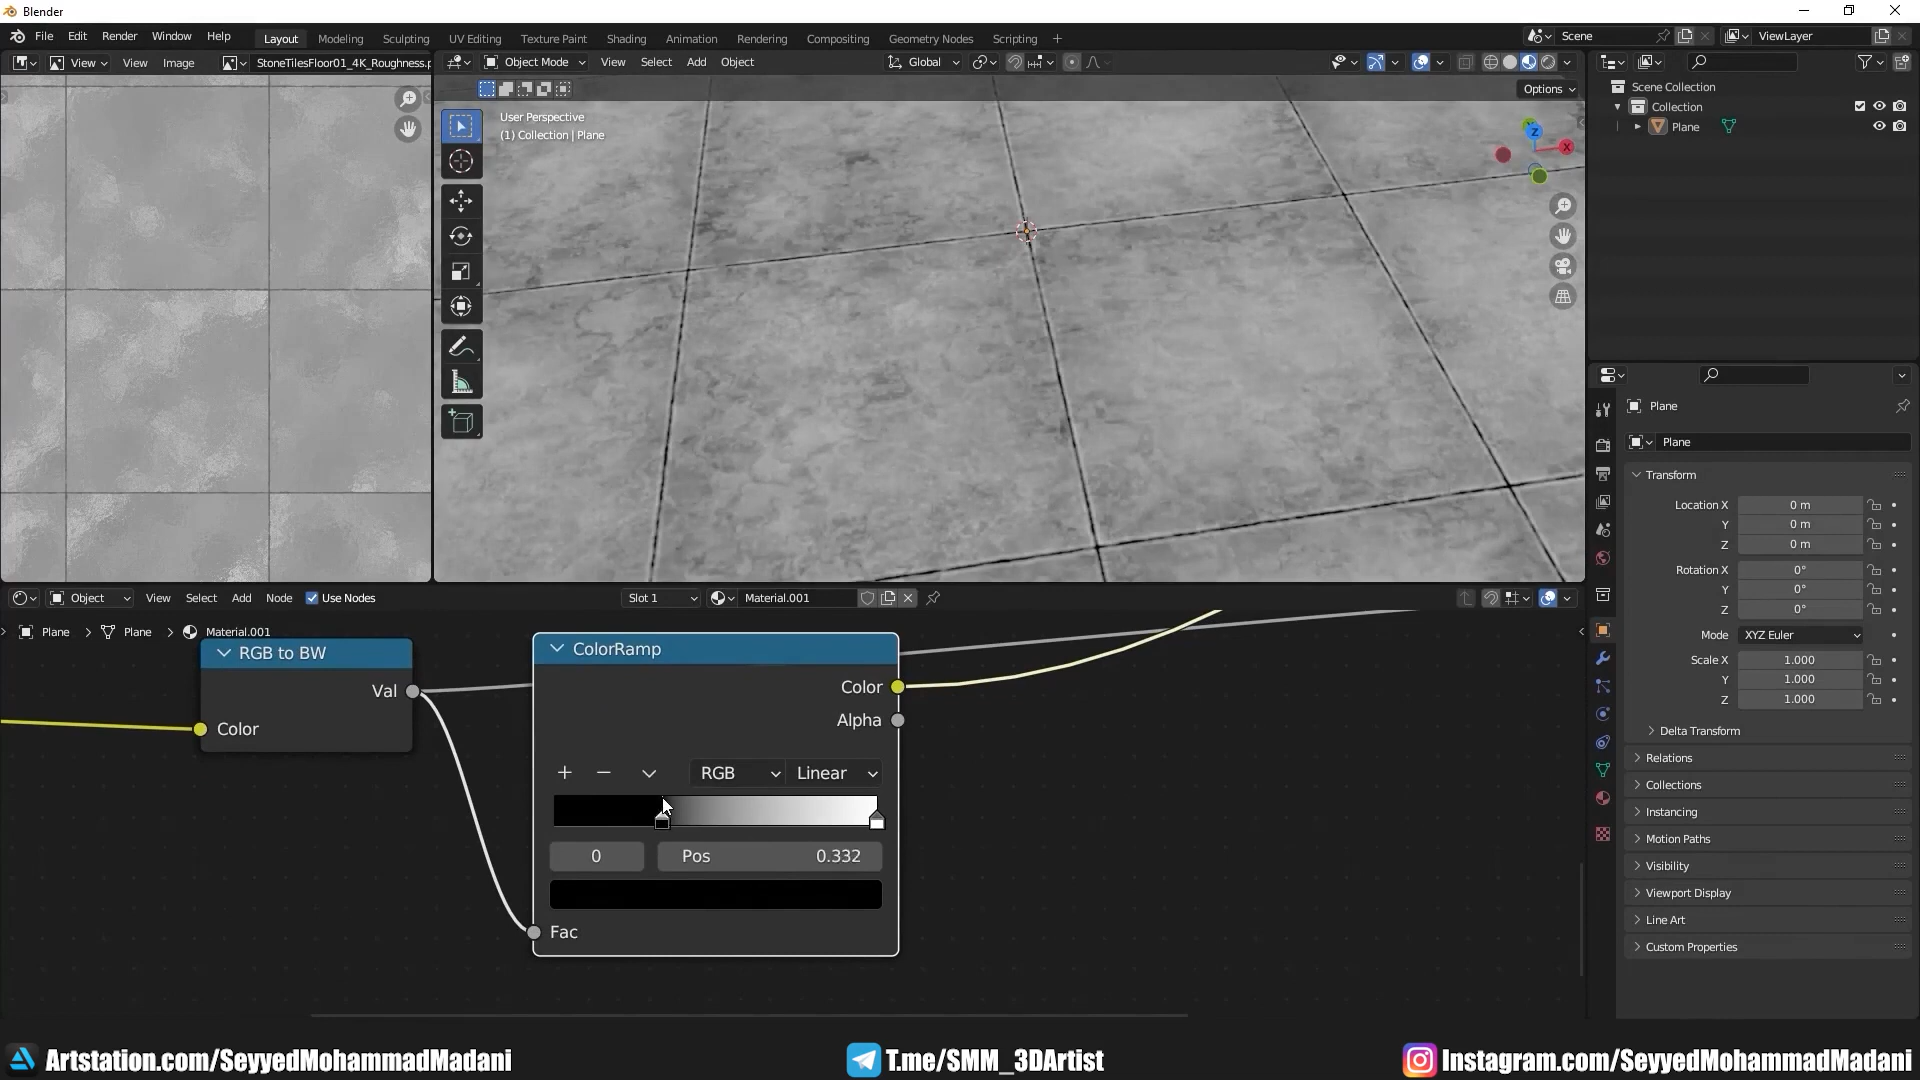 Blender
File Edit Render Window Help Layout Modeling Sculpting UV Editing Texture Paint Shading Animation Rendering Compositing Geometry Nodes Scripting + Scene ViewLayer
View View Image StoneTilesFloor01_4K_Roughness.p
Object Mode View Select Add Object Global
Options
User Perspective
(1) Collection | Plane
Z
X
Scene Collection
Collection
Plane
Plane
Plane
Transform
Location X 0 m
Y 0 m
Z 0 m
Rotation X 0°
Y 0°
Z 0°
Mode XYZ Euler
Scale X 1.000
Y 1.000
Z 1.000
Delta Transform
Relations
Collections
Instancing
Motion Paths
Visibility
Viewport Display
Line Art
Custom Properties
Object View Select Add Node Use Nodes Slot 1 Material.001
Plane Plane Material.001
RGB to BW
Val
Color
ColorRamp
Color
Alpha
RGB Linear
0 Pos 0.332
Fac
Artstation.com/SeyyedMohammadMadani T.me/SMM_3DArtist Instagram.com/SeyyedMohammadMadani